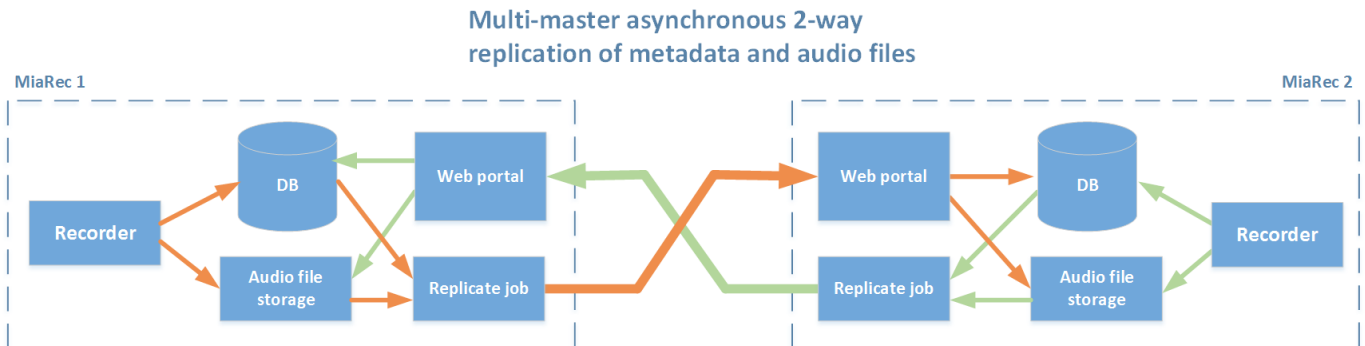 Multi-master asynchronous 2-way
replication of metadata and audio files
MiaRec 1
DB
Web portal
Recorder
Audio file
storage
Replicate job
MiaRec 2
Web portal
DB
Recorder
Replicate job
Audio file
storage